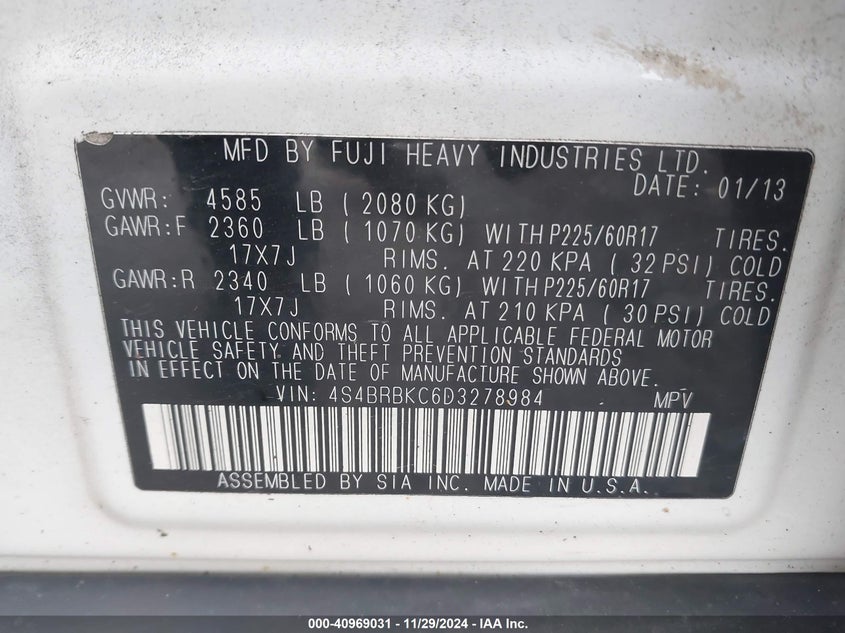 MFD BY FUJI HEAVY INDUSTRIES LTD.
DATE: 01/13
GVWR: 4585 LB ( 2080 KG)
GAWR:F 2360 LB ( 1070 KG) WITH P225/60R17 TIRES.
17X7J RIMS. AT 220 KPA ( 32 PSI) COLD
GAWR:R 2340 LB ( 1060 KG) WITH P225/60R17 TIRES.
17X7J RIMS. AT 210 KPA ( 30 PSI) COLD
THIS VEHICLE CONFORMS TO ALL APPLICABLE FEDERAL MOTOR
VEHICLE SAFETY AND THEFT PREVENTION STANDARDS
IN EFFECT ON THE DATE OF MANUFACTURE SHOWN ABOVE.
VIN: 4S4BRBKC6D3278984 MPV
ASSEMBLED BY SIA INC. MADE IN U.S.A.
000-40969031 - 11/29/2024 - IAA Inc.